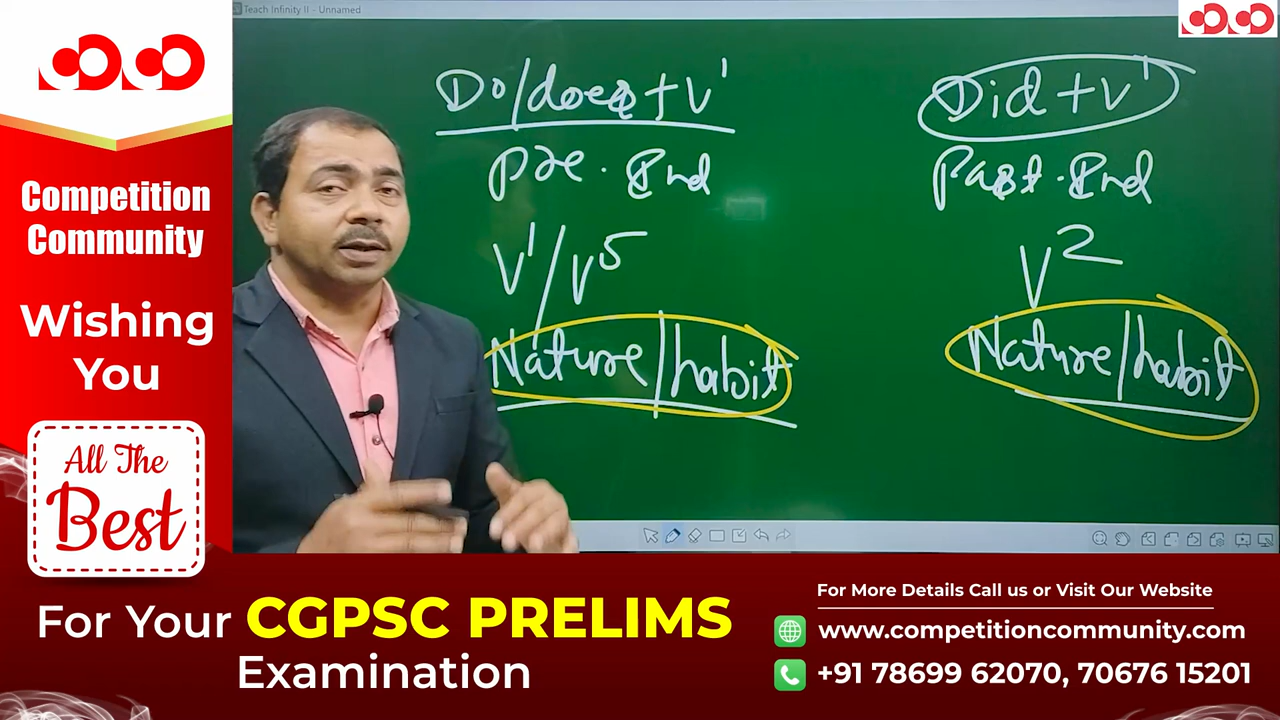 Teach Infinity II - Unnamed
Do/does + V¹
Pre. Ind
V¹/V⁵
Nature/habit
Did + V¹
Past. Ind
V²
Nature/habit
Competition
Community
Wishing
You
All The
Best
For Your CGPSC PRELIMS
Examination
For More Details Call us or Visit Our Website
www.competitioncommunity.com
+91 78699 62070, 70676 15201